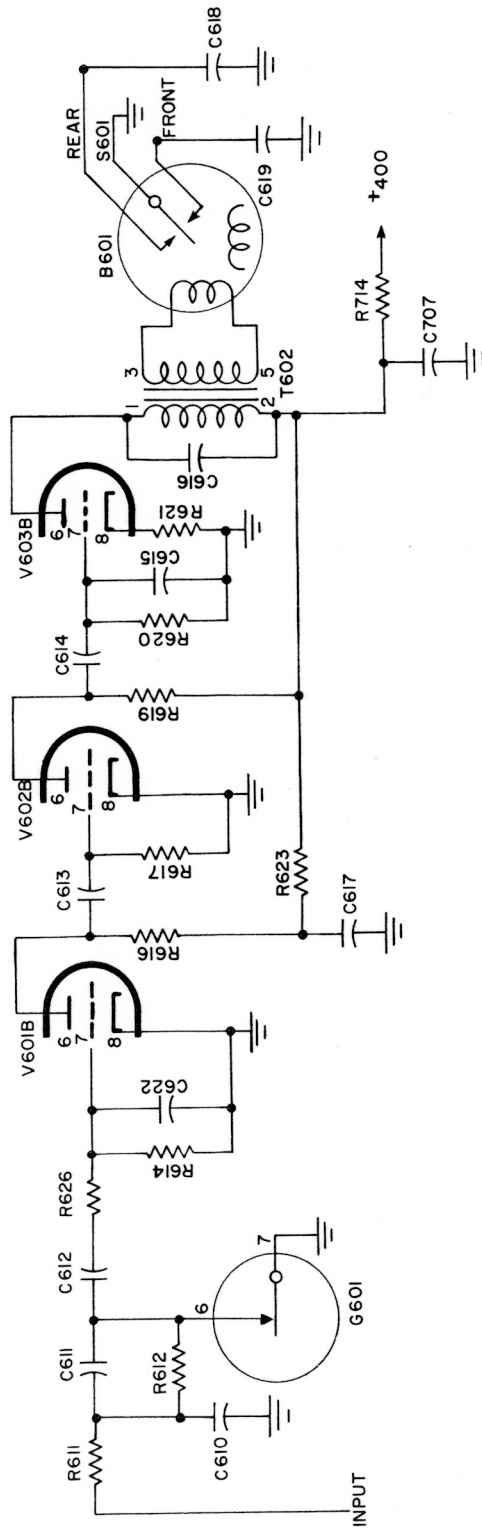 INPUT
R611
C610
C611
R612
C612
6
7
G601
R626
R614
C622
V601B
6
7
8
R616
C613
C617
R623
R617
V602B
6
7
8
R619
C614
R620
C615
R621
V603B
6
7
8
C616
1
2
3
5
T602
B601
REAR
S601
FRONT
C618
C619
R714
+400
C707